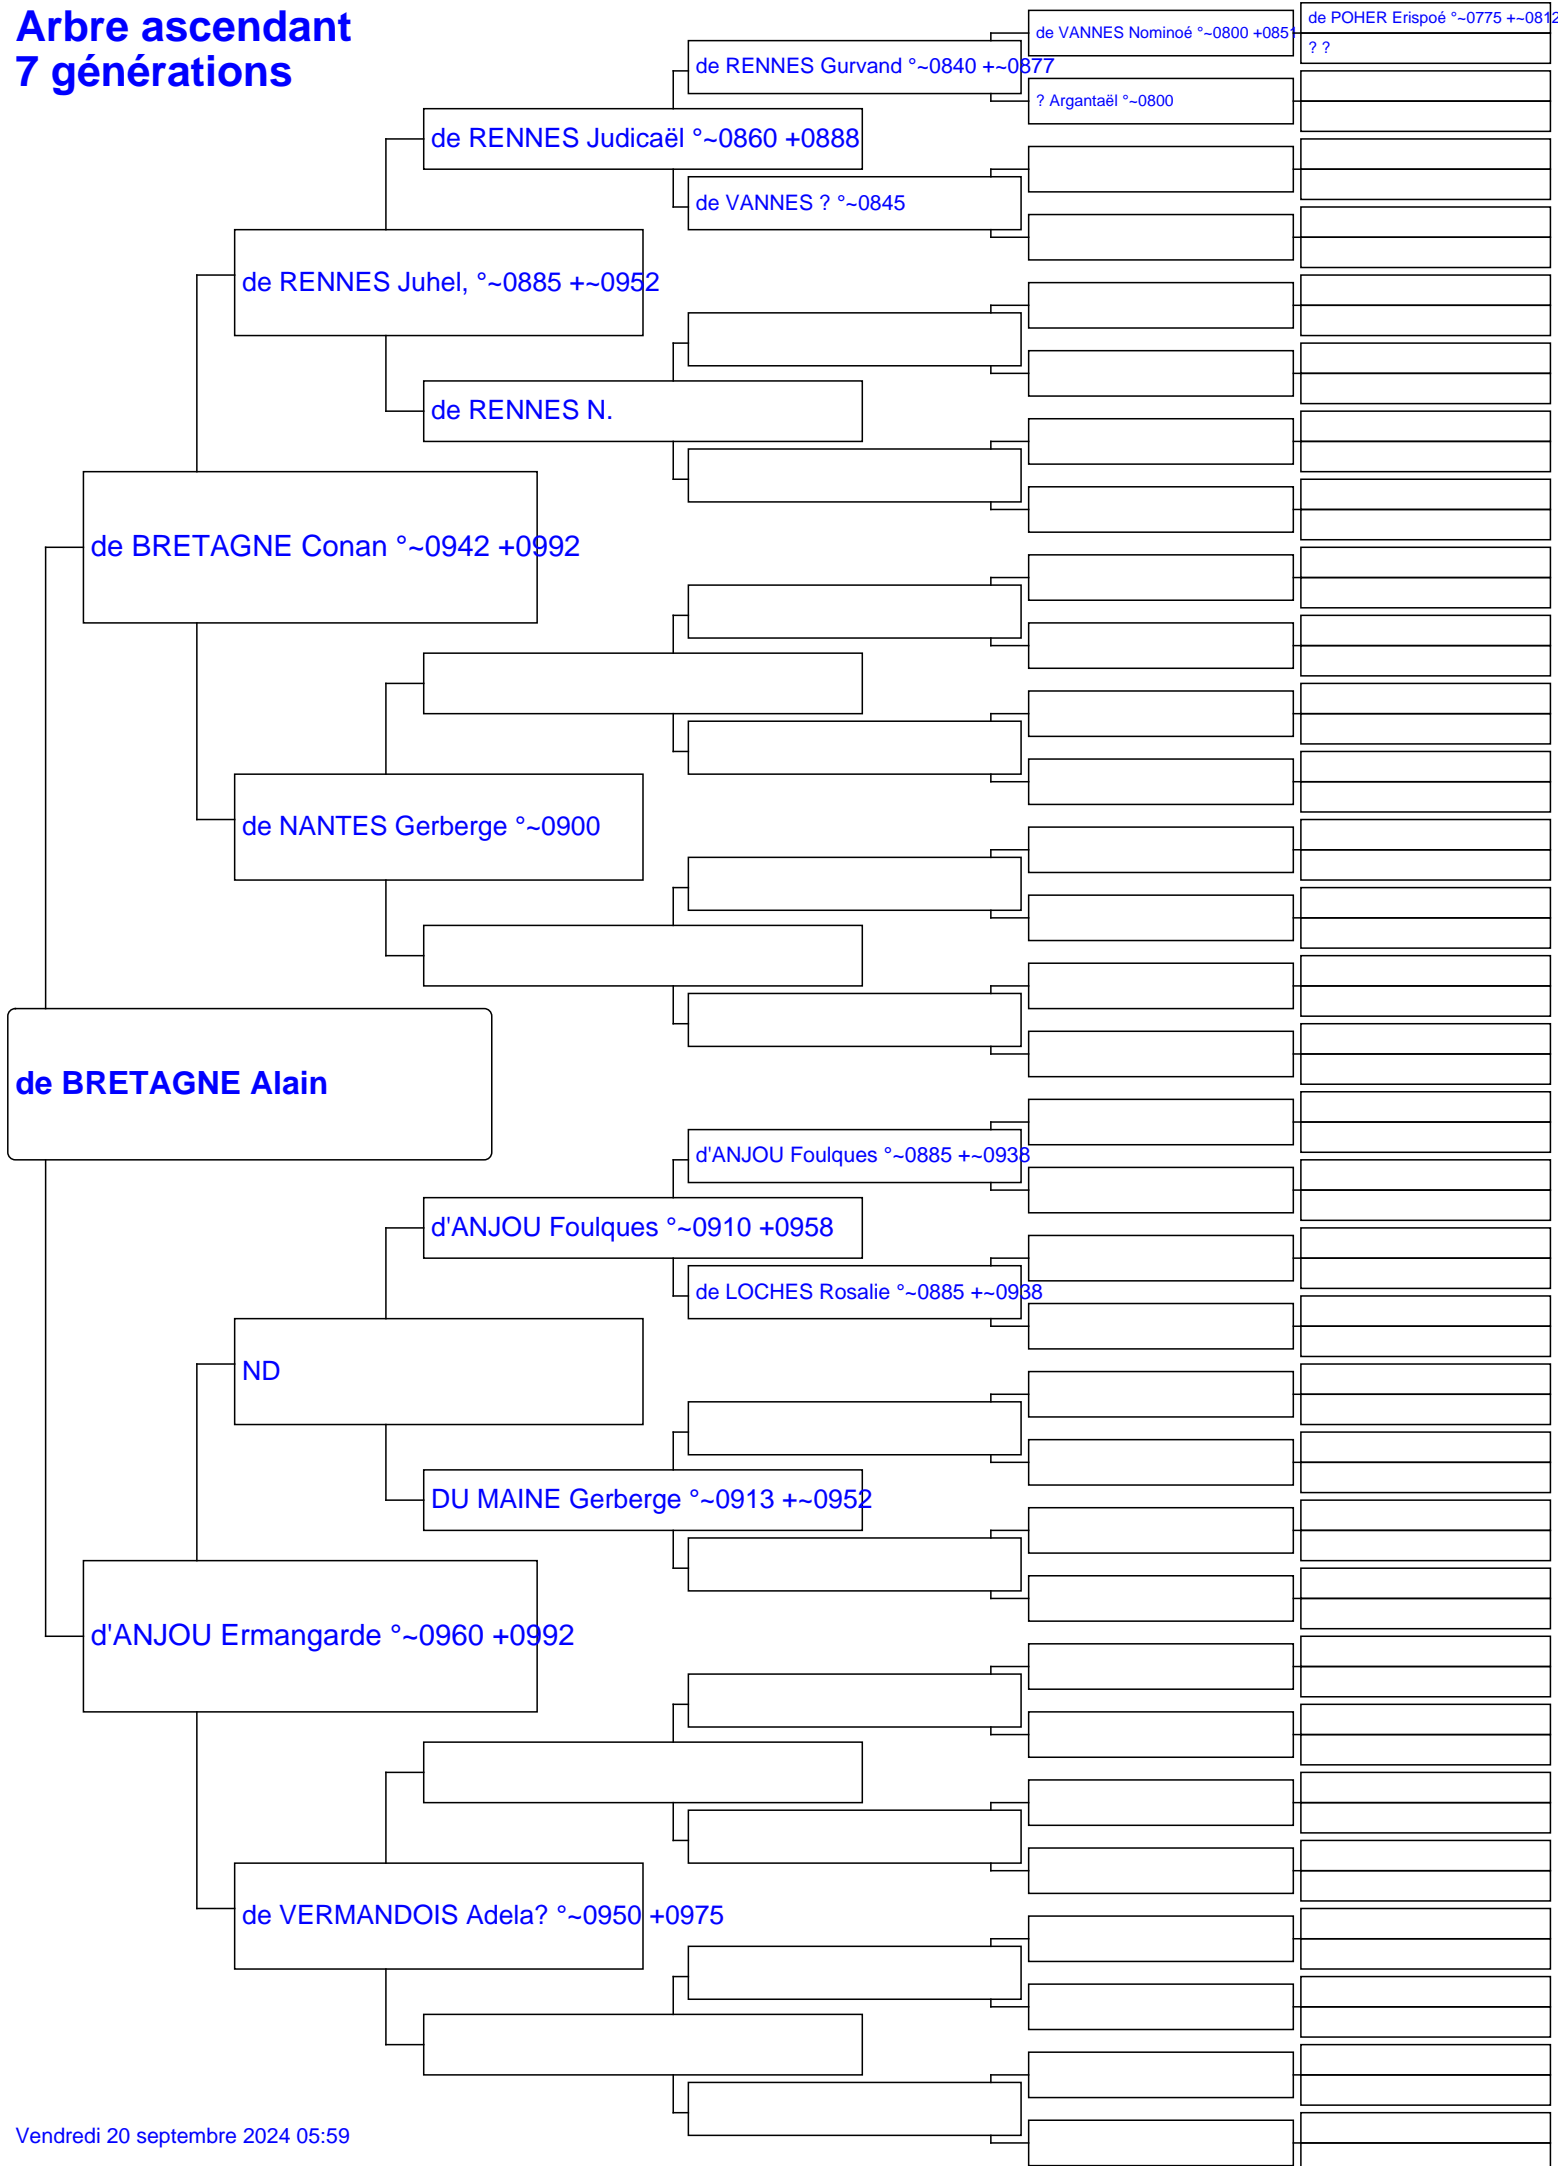 Arbre ascendant
7 générations
de POHER Erispoé °~0775 +~0812
? ?
de VANNES Nominoé °~0800 +0851
de RENNES Gurvand °~0840 +~0877
? Argantaël °~0800
de RENNES Judicaël °~0860 +0888
de VANNES ? °~0845
de RENNES Juhel, °~0885 +~0952
de RENNES N.
de BRETAGNE Conan °~0942 +0992
de NANTES Gerberge °~0900
de BRETAGNE Alain
d'ANJOU Foulques °~0885 +~0938
d'ANJOU Foulques °~0910 +0958
de LOCHES Rosalie °~0885 +~0938
ND
DU MAINE Gerberge °~0913 +~0952
d'ANJOU Ermangarde °~0960 +0992
de VERMANDOIS Adela? °~0950 +0975
Vendredi 20 septembre 2024 05:59